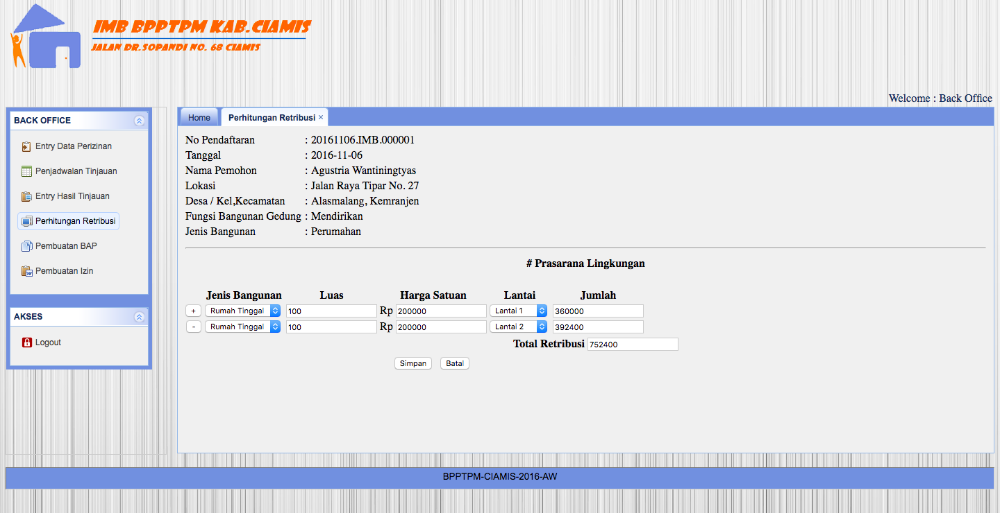 IMB BPPTPM KAB.CIAMIS
JALAN DR.SOPANDI NO. 68 CIAMIS
Welcome : Back Office
BACK OFFICE
Entry Data Perizinan
Penjadwalan Tinjauan
Entry Hasil Tinjauan
Perhitungan Retribusi
Pembuatan BAP
Pembuatan Izin
AKSES
Logout
Home Perhitungan Retribusi ×
No Pendaftaran : 20161106.IMB.000001
Tanggal : 2016-11-06
Nama Pemohon : Agustria Wantiningtyas
Lokasi : Jalan Raya Tipar No. 27
Desa / Kel,Kecamatan : Alasmalang, Kemranjen
Fungsi Bangunan Gedung : Mendirikan
Jenis Bangunan : Perumahan
# Prasarana Lingkungan
Jenis Bangunan Luas Harga Satuan Lantai Jumlah
+ Rumah Tinggal 100 Rp 200000 Lantai 1 360000
- Rumah Tinggal 100 Rp 200000 Lantai 2 392400
Total Retribusi 752400
Simpan Batal
BPPTPM-CIAMIS-2016-AW